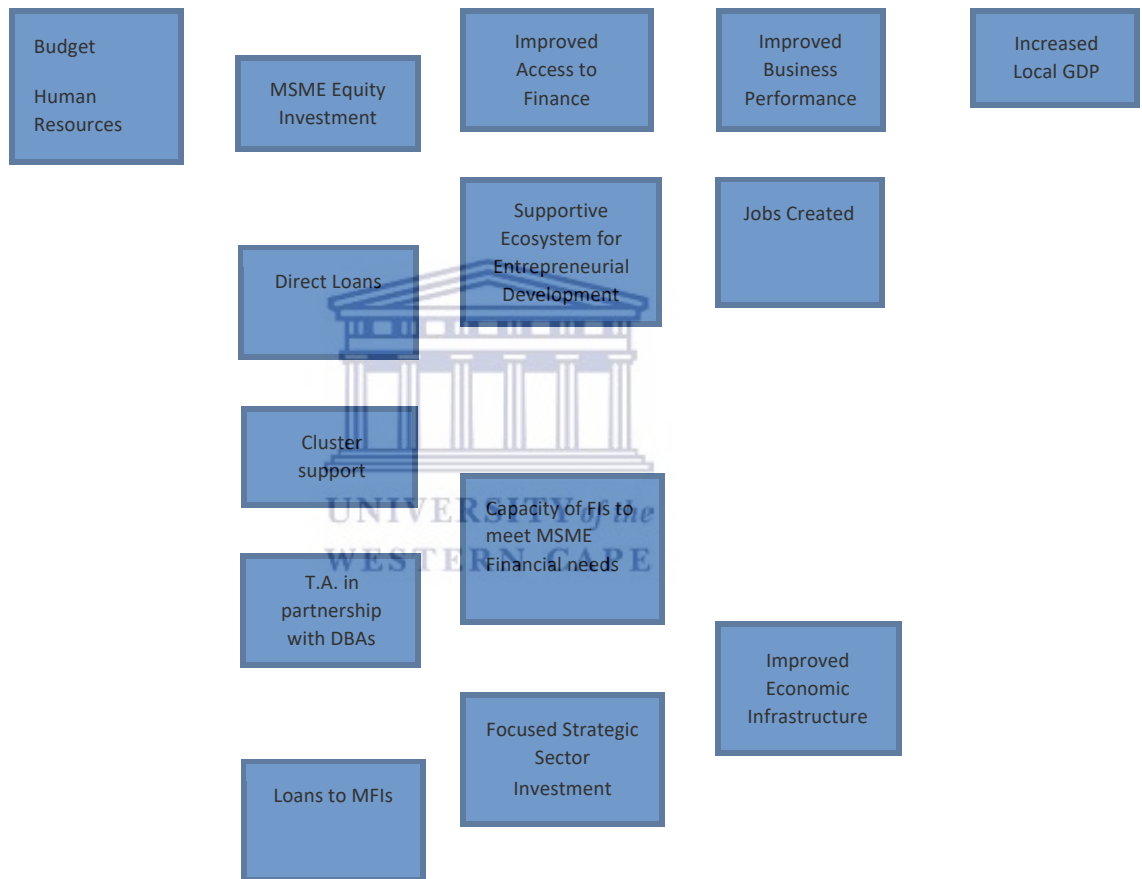 Budget
Human
Resources
MSME Equity
Investment
Direct Loans
Cluster
support
T.A. in
partnership
with DBAs
Loans to MFIs
Improved
Access to
Finance
Supportive
Ecosystem for
Entrepreneurial
Development
Capacity of FIs to
meet MSME
Financial needs
Focused Strategic
Sector
Investment
Improved
Business
Performance
Jobs Created
Improved
Economic
Infrastructure
Increased
Local GDP
UNIVERSITY of the
WESTERN CAPE